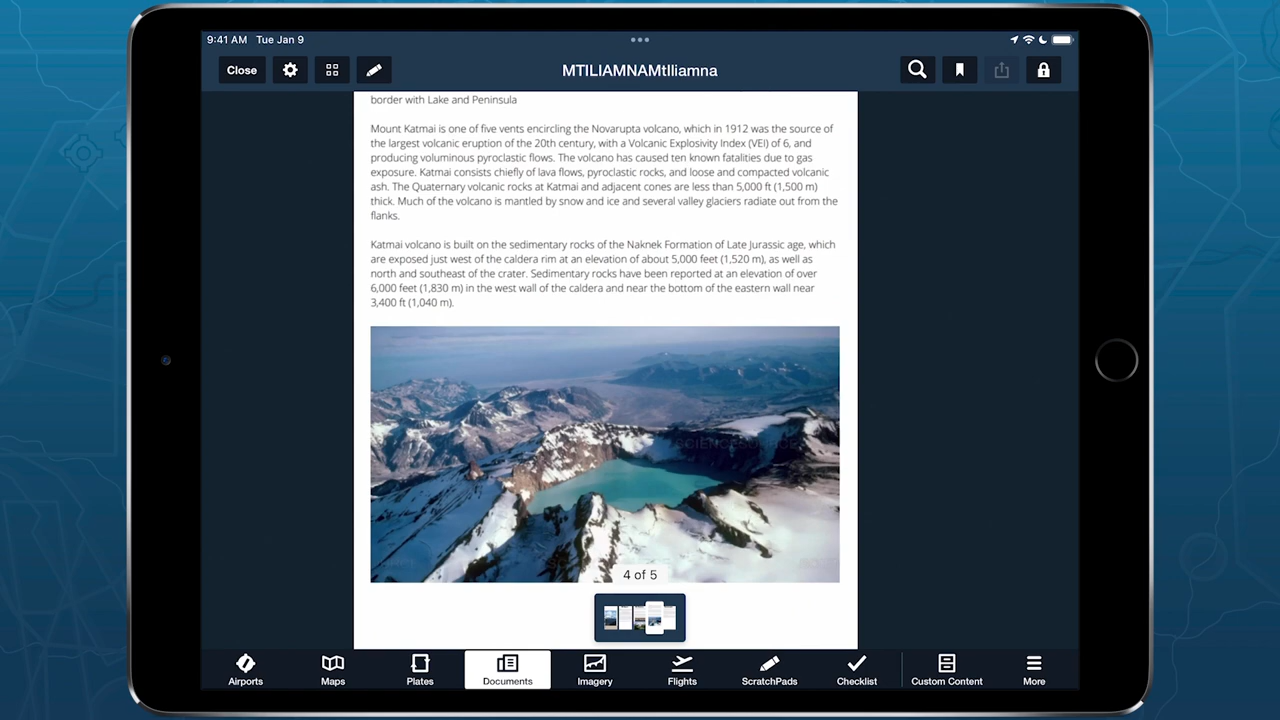 9:41 AM Tue Jan 9
Close
MTILIAMNAMtIliamna
border with Lake and Peninsula
Mount Katmai is one of five vents encircling the Novarupta volcano, which in 1912 was the source of
the largest volcanic eruption of the 20th century, with a Volcanic Explosivity Index (VEI) of 6, and
producing voluminous pyroclastic flows. The volcano has caused ten known fatalities due to gas
exposure. Katmai consists chiefly of lava flows, pyroclastic rocks, and loose and compacted volcanic
ash. The Quaternary volcanic rocks at Katmai and adjacent cones are less than 5,000 ft (1,500 m)
thick. Much of the volcano is mantled by snow and ice and several valley glaciers radiate out from the
flanks.
Katmai volcano is built on the sedimentary rocks of the Naknek Formation of Late Jurassic age, which
are exposed just west of the caldera rim at an elevation of about 5,000 feet (1,520 m), as well as
north and southeast of the crater. Sedimentary rocks have been reported at an elevation of over
6,000 feet (1,830 m) in the west wall of the caldera and near the bottom of the eastern wall near
3,400 ft (1,040 m).
4 of 5
Airports
Maps
Plates
Documents
Imagery
Flights
ScratchPads
Checklist
Custom Content
More